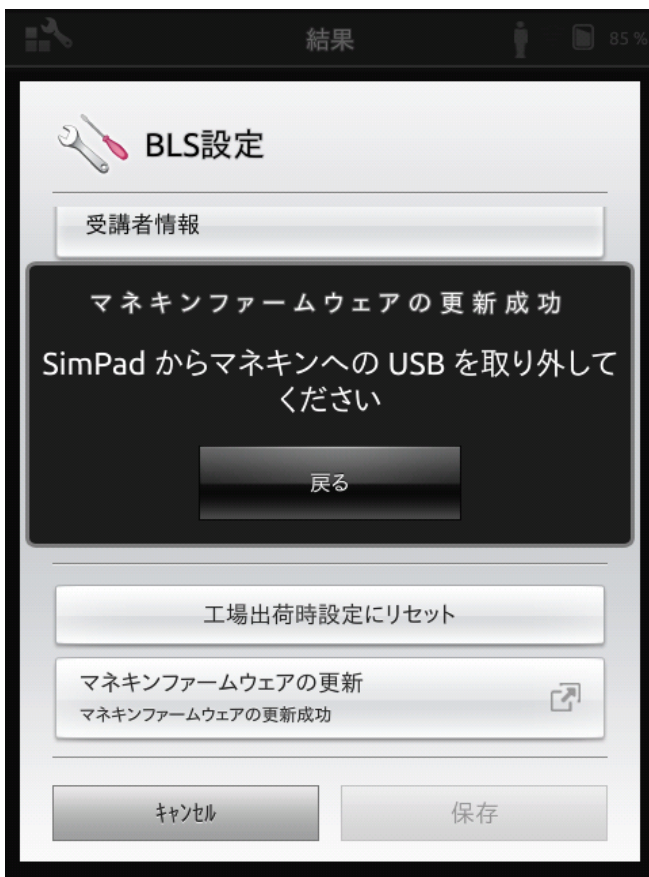 結果
85 %
BLS設定
受講者情報
マネキンファームウェアの更新成功
SimPad からマネキンへの USB を取り外して
ください
戻る
工場出荷時設定にリセット
マネキンファームウェアの更新
マネキンファームウェアの更新成功
ｷｬﾝｾﾙ
保存